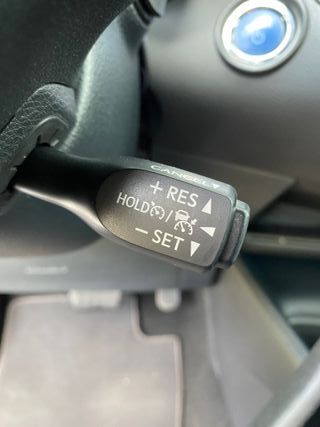 CANCEL
+ RES
HOLD /
– SET